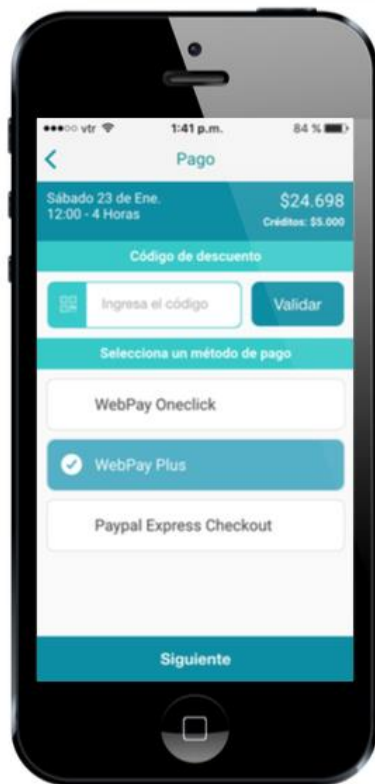 vtr
1:41 p.m.
84 %
Pago
Sábado 23 de Ene.
$24.698
12:00 - 4 Horas
Créditos: $5.000
Código de descuento
Ingresa el código
Validar
Selecciona un método de pago
WebPay Oneclick
WebPay Plus
Paypal Express Checkout
Siguiente